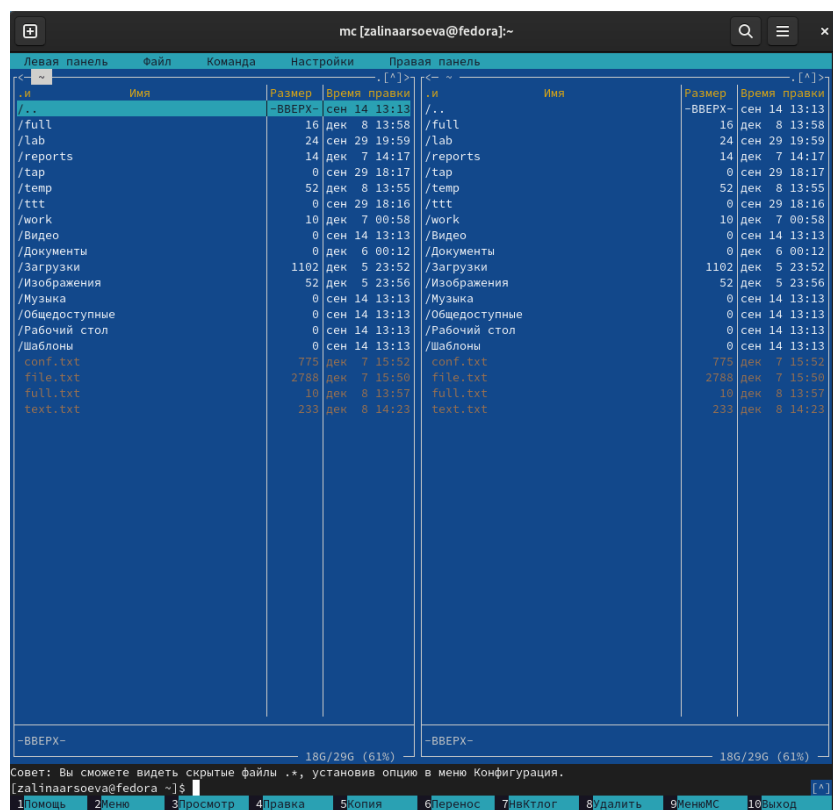 mc [zalinaarsoeva@fedora]:~
Левая панель Файл Команда Настройки Правая панель
<— ~ .[^]> <— ~ .[^]>
.и Имя Размер Время правки .и Имя Размер Время правки
/.. -ВВЕРХ- сен 14 13:13 /.. -ВВЕРХ- сен 14 13:13
/full 16 дек 8 13:58 /full 16 дек 8 13:58
/lab 24 сен 29 19:59 /lab 24 сен 29 19:59
/reports 14 дек 7 14:17 /reports 14 дек 7 14:17
/tap 0 сен 29 18:17 /tap 0 сен 29 18:17
/temp 52 дек 8 13:55 /temp 52 дек 8 13:55
/ttt 0 сен 29 18:16 /ttt 0 сен 29 18:16
/work 10 дек 7 00:58 /work 10 дек 7 00:58
/Видео 0 сен 14 13:13 /Видео 0 сен 14 13:13
/Документы 0 дек 6 00:12 /Документы 0 дек 6 00:12
/Загрузки 1102 дек 5 23:52 /Загрузки 1102 дек 5 23:52
/Изображения 52 дек 5 23:56 /Изображения 52 дек 5 23:56
/Музыка 0 сен 14 13:13 /Музыка 0 сен 14 13:13
/Общедоступные 0 сен 14 13:13 /Общедоступные 0 сен 14 13:13
/Рабочий стол 0 сен 14 13:13 /Рабочий стол 0 сен 14 13:13
/Шаблоны 0 сен 14 13:13 /Шаблоны 0 сен 14 13:13
conf.txt 775 дек 7 15:52 conf.txt 775 дек 7 15:52
file.txt 2788 дек 7 15:50 file.txt 2788 дек 7 15:50
full.txt 10 дек 8 13:57 full.txt 10 дек 8 13:57
text.txt 233 дек 8 14:23 text.txt 233 дек 8 14:23
-ВВЕРХ- -ВВЕРХ-
18G/29G (61%) 18G/29G (61%)
Совет: Вы сможете видеть скрытые файлы .*, установив опцию в меню Конфигурация.
[zalinaarsoeva@fedora ~]$ [^]
1Помощь 2Меню 3Просмотр 4Правка 5Копия 6Перенос 7НвКтлог 8Удалить 9МенюMC 10Выход